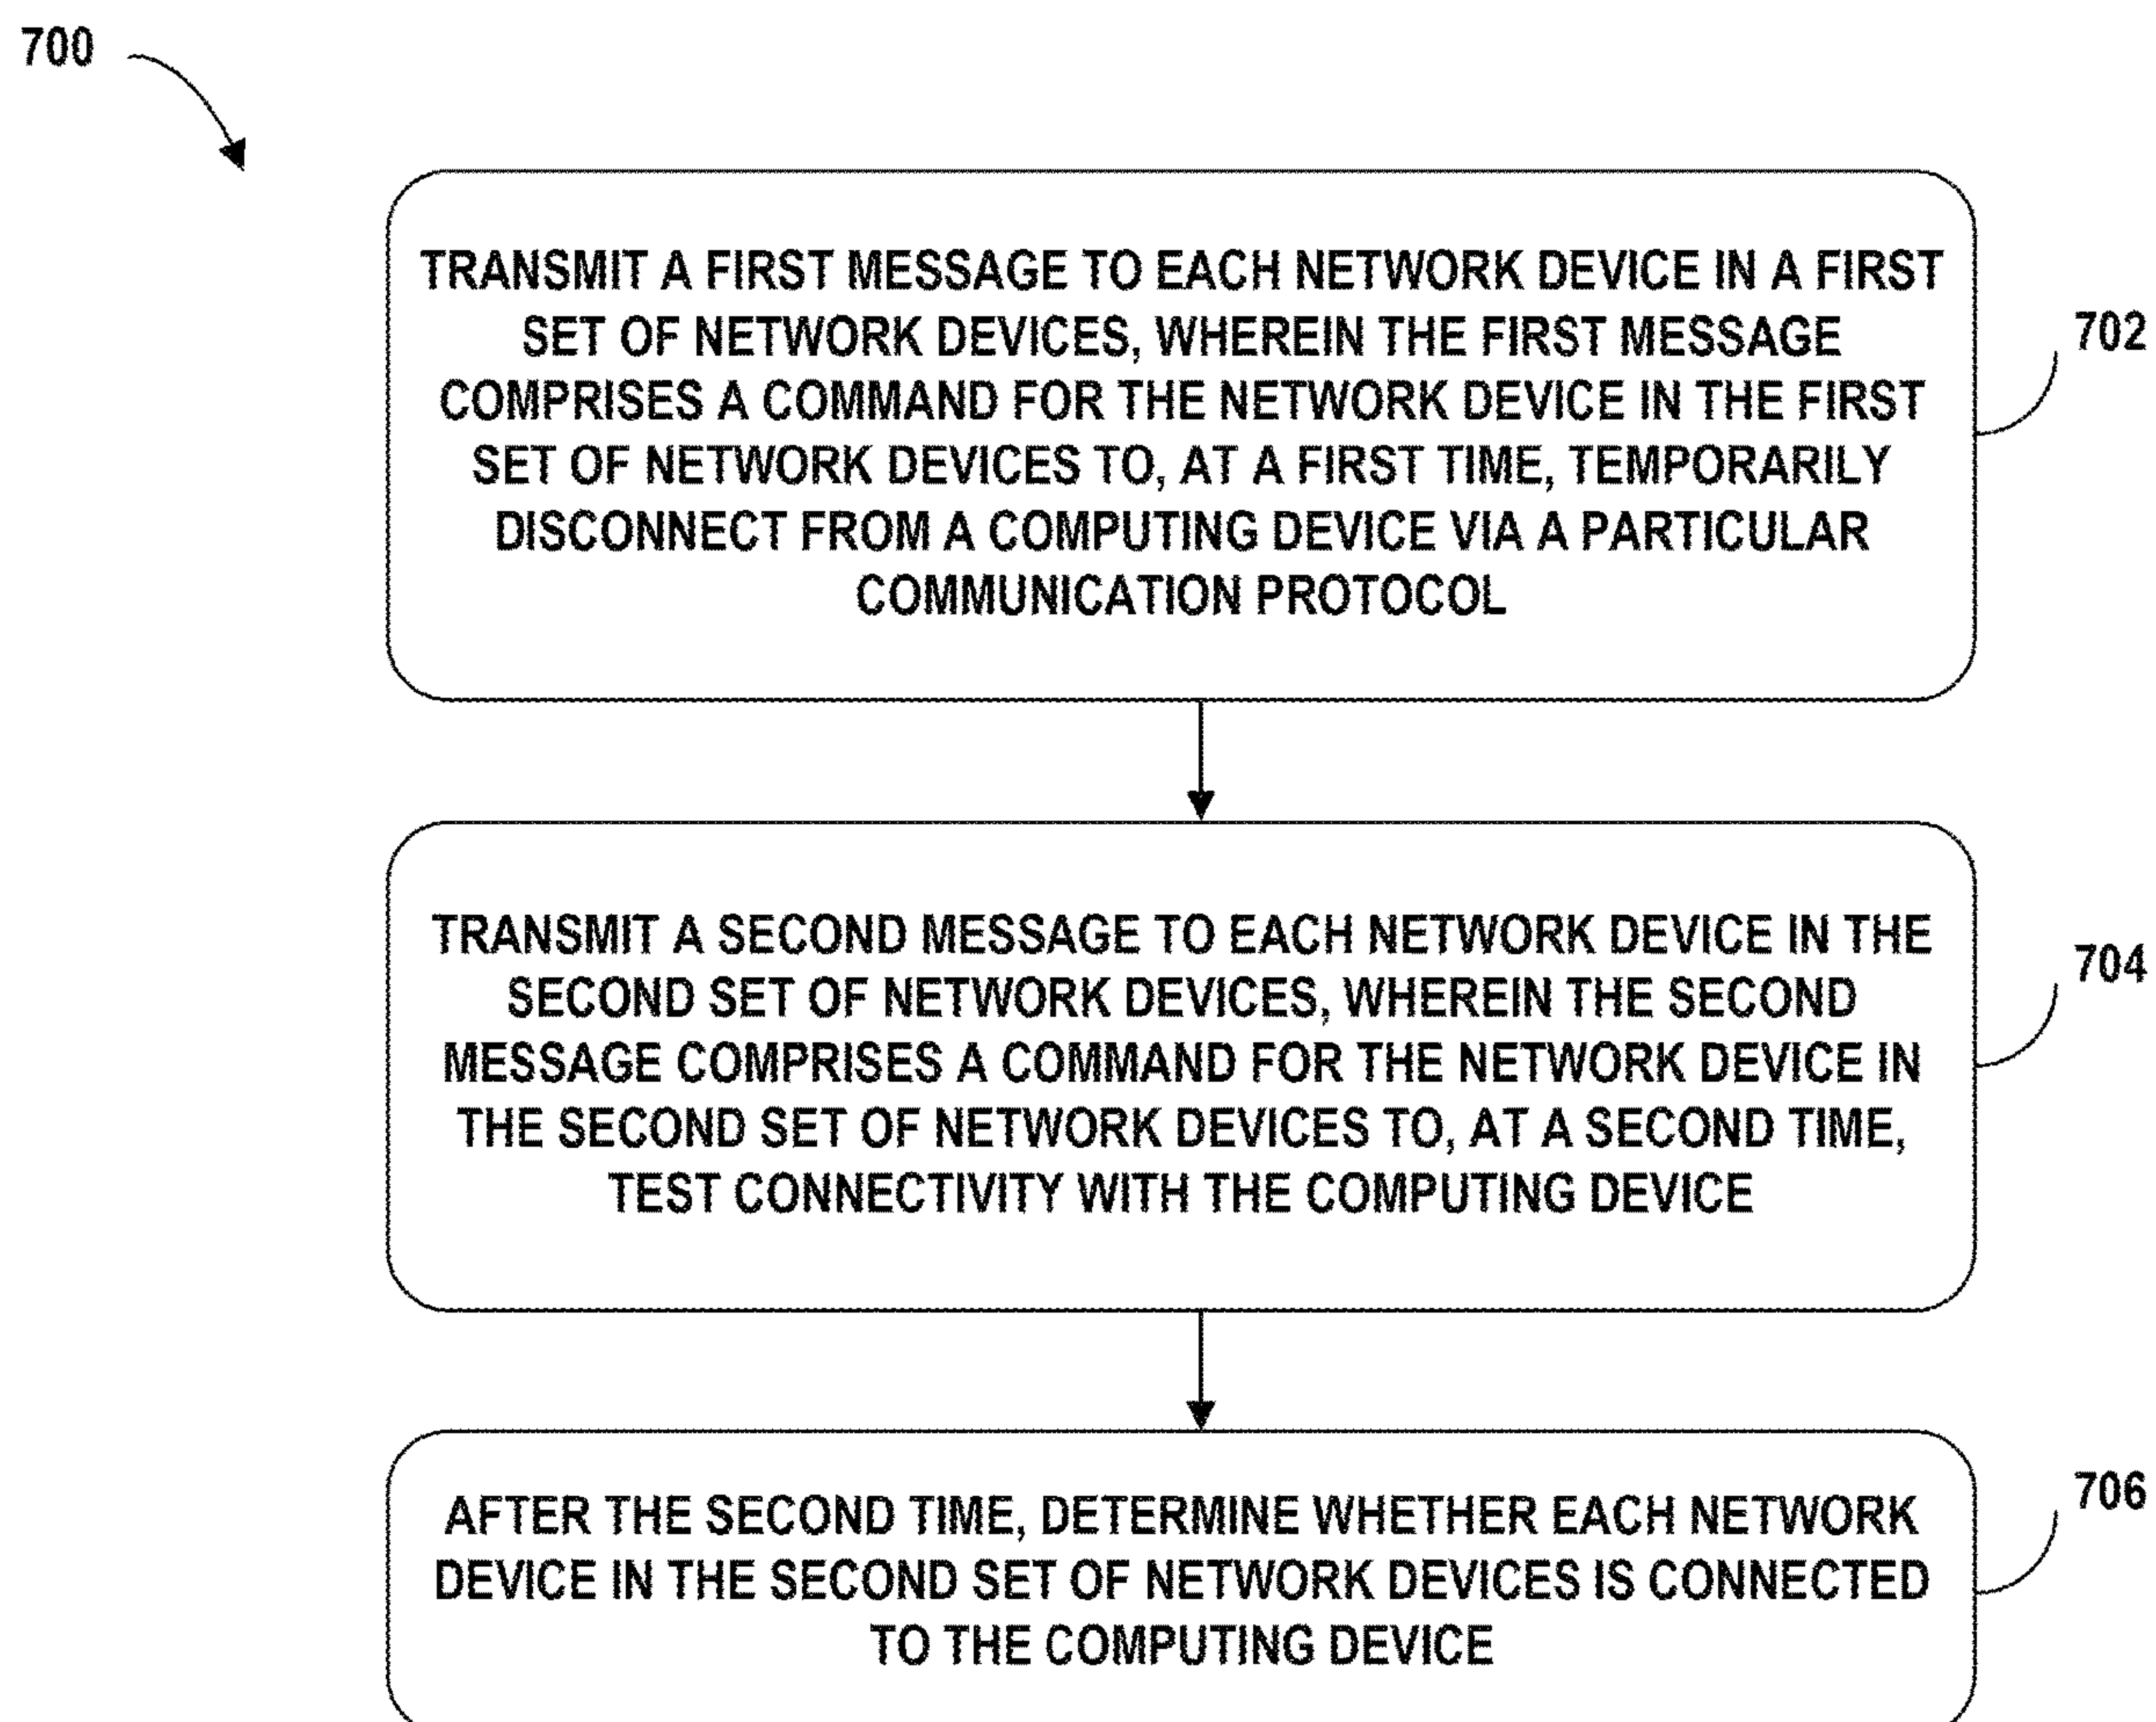 700
TRANSMIT A FIRST MESSAGE TO EACH NETWORK DEVICE IN A FIRST
SET OF NETWORK DEVICES, WHEREIN THE FIRST MESSAGE
COMPRISES A COMMAND FOR THE NETWORK DEVICE IN THE FIRST
SET OF NETWORK DEVICES TO, AT A FIRST TIME, TEMPORARILY
DISCONNECT FROM A COMPUTING DEVICE VIA A PARTICULAR
COMMUNICATION PROTOCOL
702
TRANSMIT A SECOND MESSAGE TO EACH NETWORK DEVICE IN THE
SECOND SET OF NETWORK DEVICES, WHEREIN THE SECOND
MESSAGE COMPRISES A COMMAND FOR THE NETWORK DEVICE IN
THE SECOND SET OF NETWORK DEVICES TO, AT A SECOND TIME,
TEST CONNECTIVITY WITH THE COMPUTING DEVICE
704
AFTER THE SECOND TIME, DETERMINE WHETHER EACH NETWORK
DEVICE IN THE SECOND SET OF NETWORK DEVICES IS CONNECTED
TO THE COMPUTING DEVICE
706